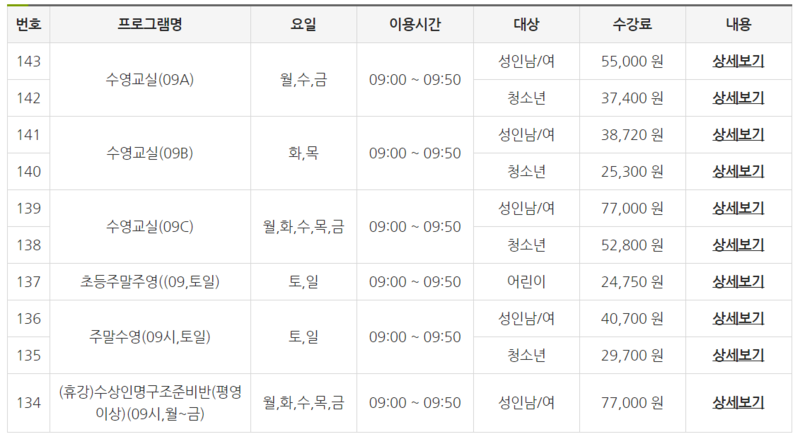 번호 프로그램명 요일 이용시간 대상 수강료 내용
143 수영교실(09A) 월,수,금 09:00 ~ 09:50 성인남/여 55,000 원 상세보기
142 청소년 37,400 원 상세보기
141 수영교실(09B) 화,목 09:00 ~ 09:50 성인남/여 38,720 원 상세보기
140 청소년 25,300 원 상세보기
139 수영교실(09C) 월,화,수,목,금 09:00 ~ 09:50 성인남/여 77,000 원 상세보기
138 청소년 52,800 원 상세보기
137 초등주말주영((09,토일) 토,일 09:00 ~ 09:50 어린이 24,750 원 상세보기
136 주말수영(09시,토일) 토,일 09:00 ~ 09:50 성인남/여 40,700 원 상세보기
135 청소년 29,700 원 상세보기
134 (휴강)수상인명구조준비반(평영
이상)(09시,월~금) 월,화,수,목,금 09:00 ~ 09:50 성인남/여 77,000 원 상세보기